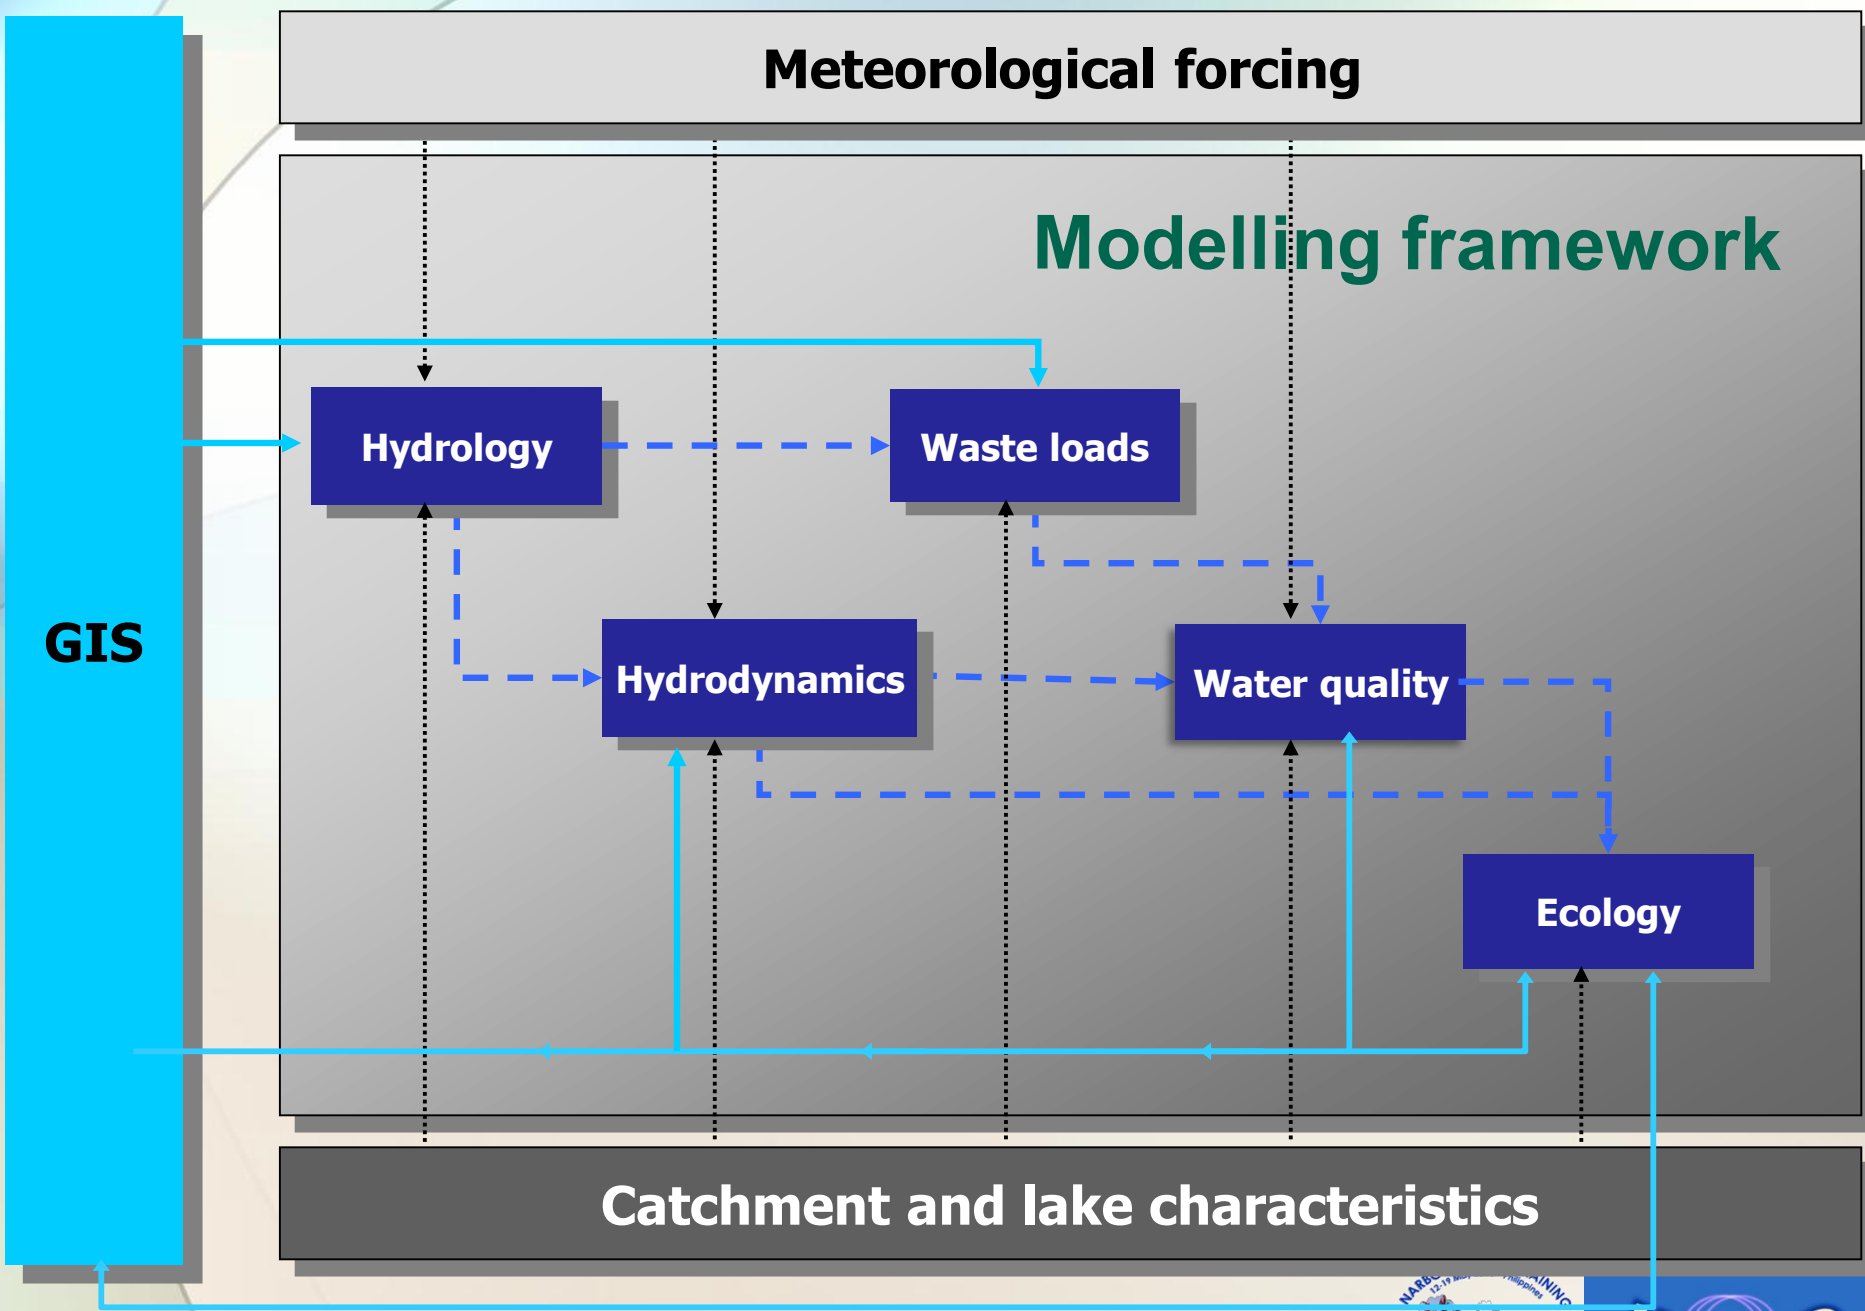 Meteorological forcing
Modelling framework
Hydrology
Waste loads
GIS
Hydrodynamics
Water quality
Ecology
Catchment and lake characteristics